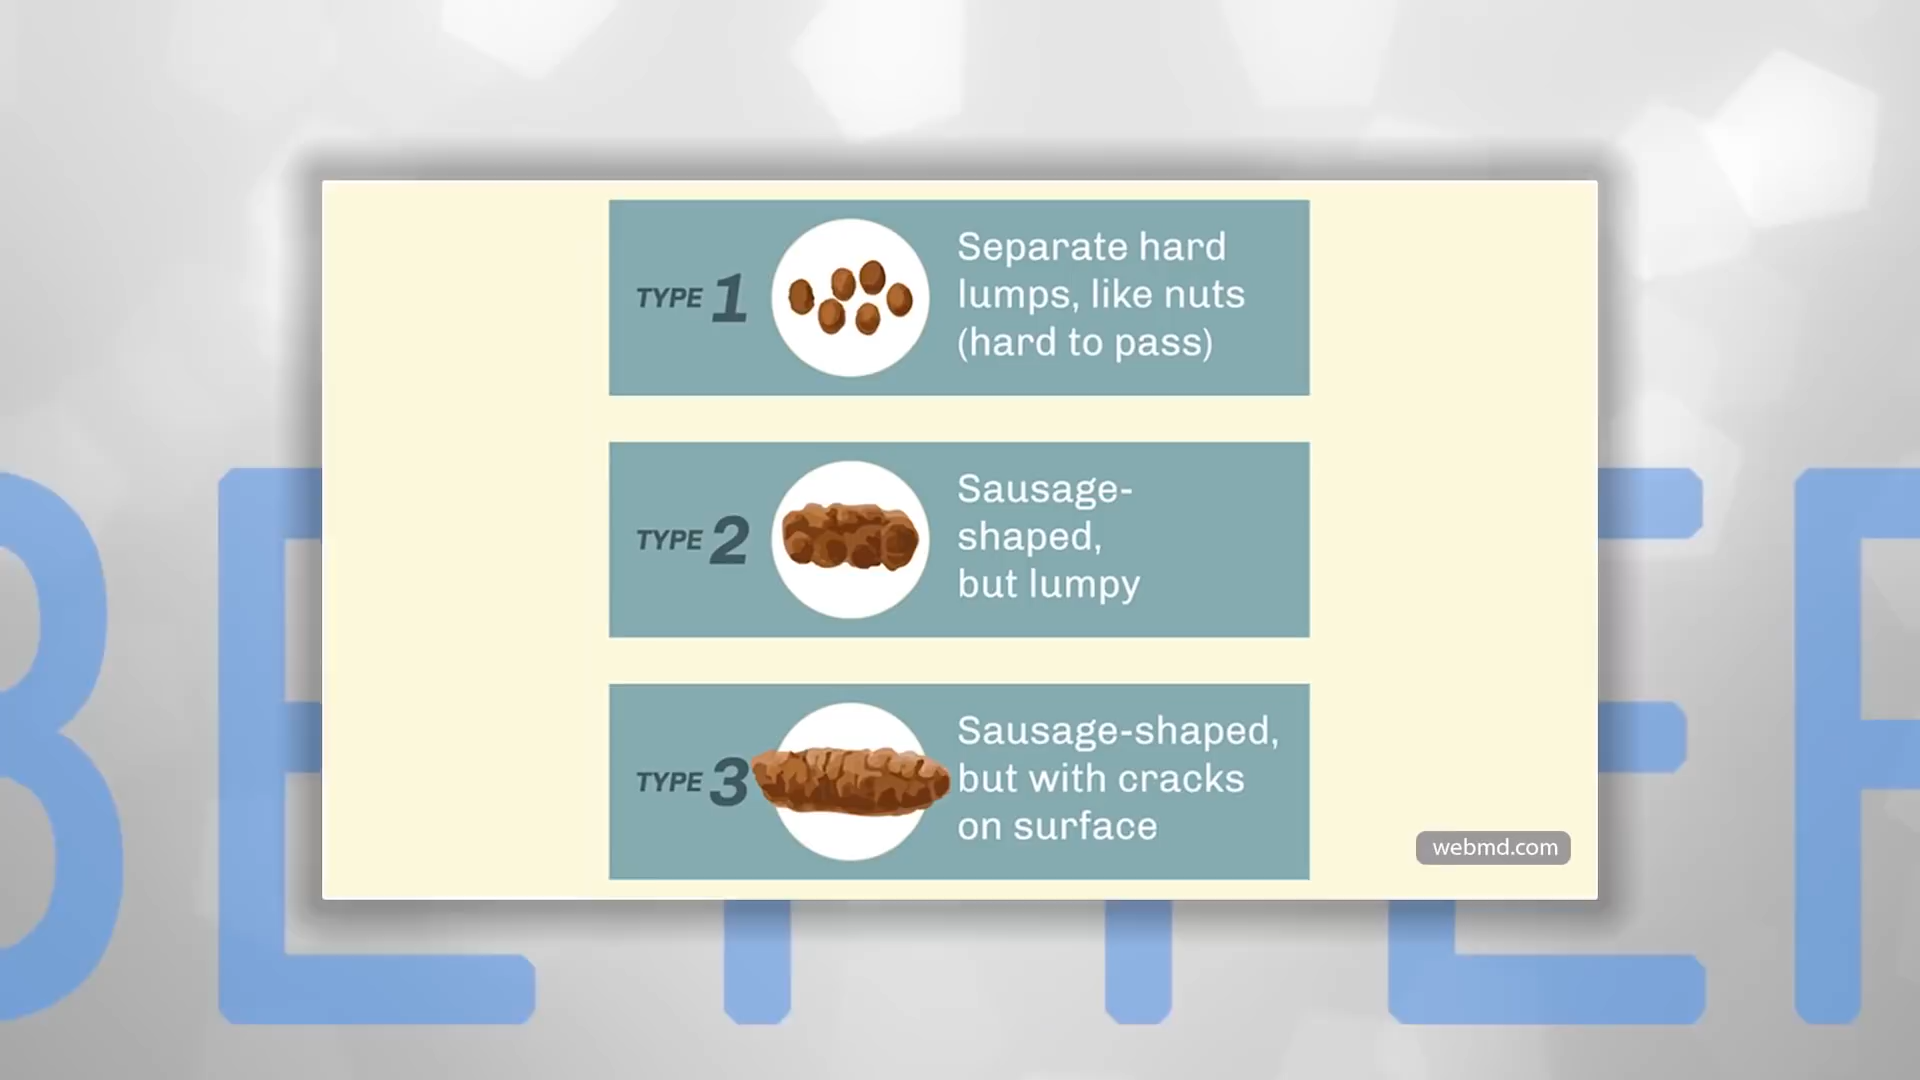 TYPE 1
Separate hard
lumps, like nuts
(hard to pass)
TYPE 2
Sausage-
shaped,
but lumpy
TYPE 3
Sausage-shaped,
but with cracks
on surface
webmd.com
BETTER